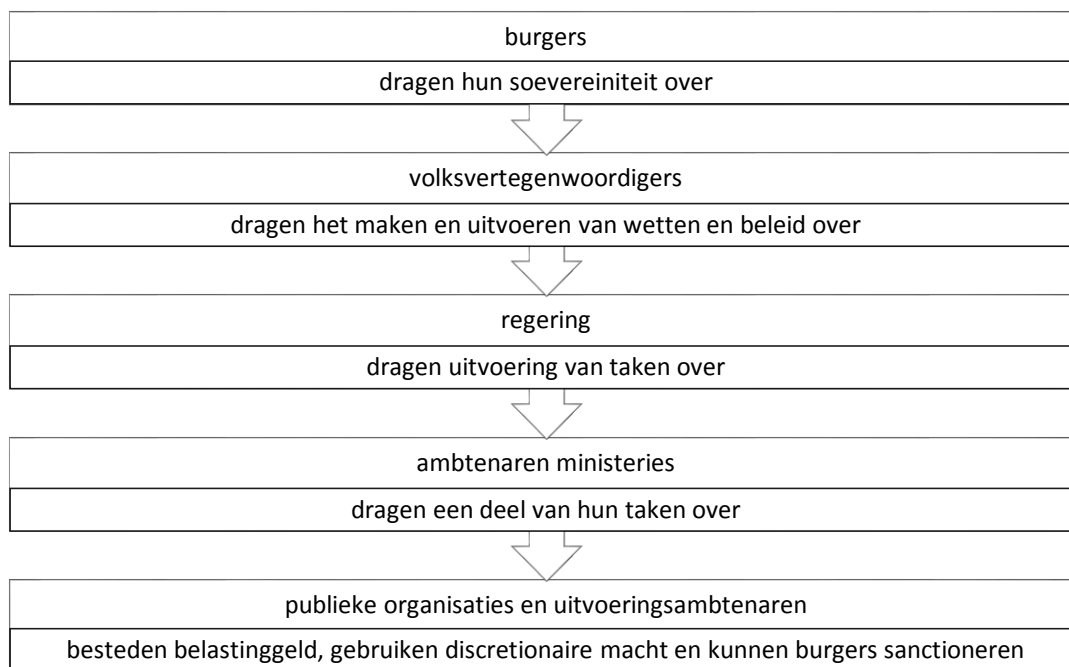 burgers
dragen hun soevereiniteit over
volksvertegenwoordigers
dragen het maken en uitvoeren van wetten en beleid over
regering
dragen uitvoering van taken over
ambtenaren ministeries
dragen een deel van hun taken over
publieke organisaties en uitvoeringsambtenaren
besteden belastinggeld, gebruiken discretionaire macht en kunnen burgers sanctioneren